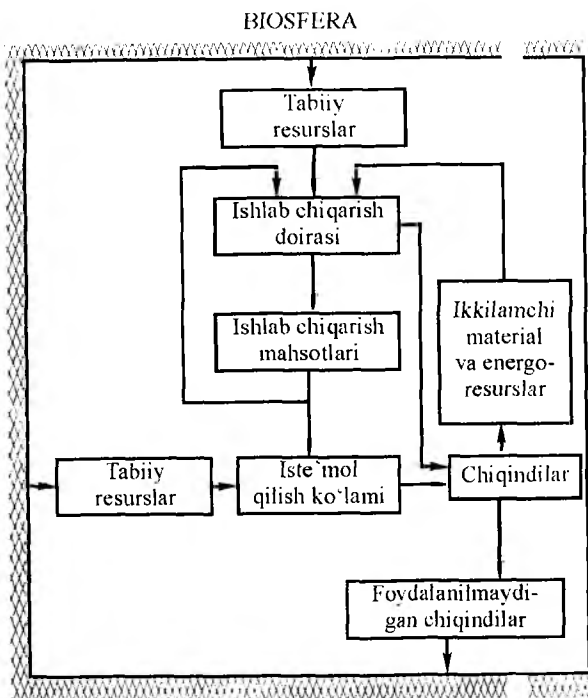 BIOSFERA
Tabiiy
resurslar
Ishlab chiqarish
doirasi
Ishlab chiqarish
mahsotlari
Ikkilamchi
material
va energo-
resurslar
Tabiiy
resurslar
Iste`mol
qilish ko‘lami
Chiqindilar
Foydalanilmaydi-
gan chiqindilar